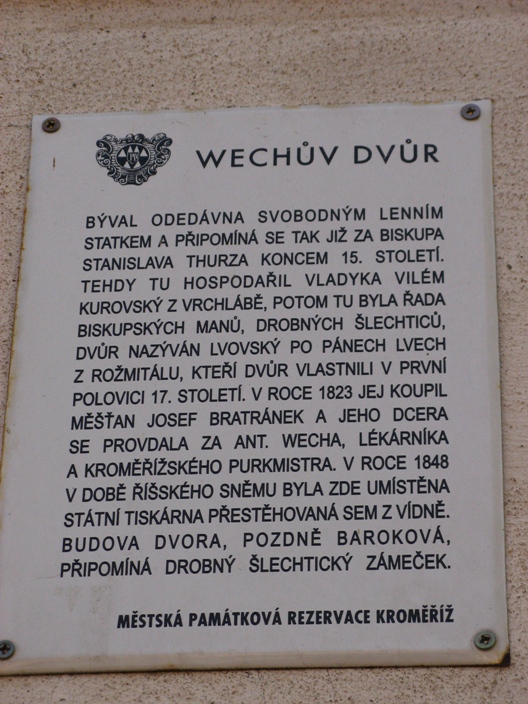 WECHŮV DVŮR
BÝVAL ODEDÁVNA SVOBODNÝM LENNÍM
STATKEM A PŘIPOMÍNÁ SE TAK JIŽ ZA BISKUPA
STANISLAVA THURZA KONCEM 15. STOLETÍ.
TEHDY TU HOSPODAŘIL VLADYKA VILÉM
KUROVSKÝ Z VRCHLÁBĚ, POTOM TU BYLA ŘADA
BISKUPSKÝCH MANŮ, DROBNÝCH ŠLECHTICŮ,
DVŮR NAZÝVÁN LVOVSKÝ PO PÁNECH LVECH
Z ROŽMITÁLU, KTEŘÍ DVŮR VLASTNILI V PRVNÍ
POLOVICI 17. STOLETÍ. V ROCE 1823 JEJ KOUPIL
MĚŠŤAN JOSEF BRATRÁNEK A JEHO DCERA
SE PROVDALA ZA ANT. WECHA, LÉKÁRNÍKA
A KROMĚŘÍŽSKÉHO PURKMISTRA. V ROCE 1848
V DOBĚ ŘÍŠSKÉHO SNĚMU BYLA ZDE UMÍSTĚNA
STÁTNÍ TISKÁRNA PŘESTĚHOVANÁ SEM Z VÍDNĚ.
BUDOVA DVORA, POZDNĚ BAROKOVÁ,
PŘIPOMÍNÁ DROBNÝ ŠLECHTICKÝ ZÁMEČEK.
MĚSTSKÁ PAMÁTKOVÁ REZERVACE KROMĚŘÍŽ